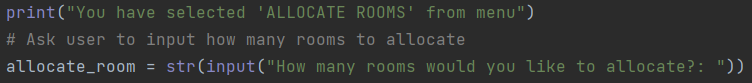 print("You have selected 'ALLOCATE ROOMS' from menu")
# Ask user to input how many rooms to allocate
allocate_room = str(input("How many rooms would you like to allocate?: "))